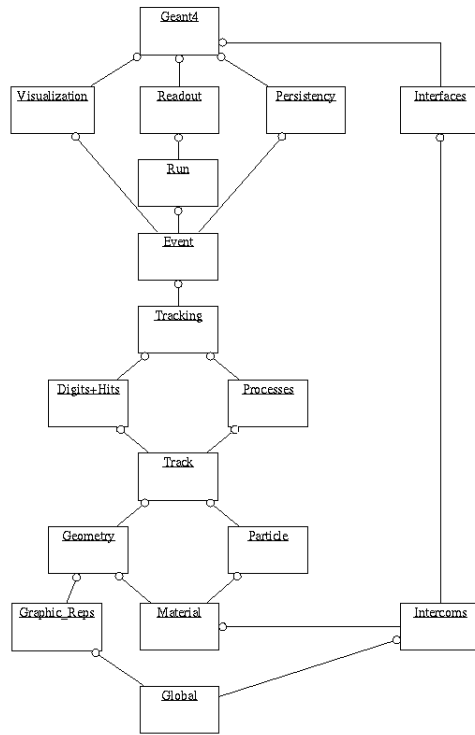 Geant4
Visualization
Readout
Persistency
Interfaces
Run
Event
Tracking
Digits+Hits
Processes
Track
Geometry
Particle
Graphic_Reps
Material
Intercoms
Global